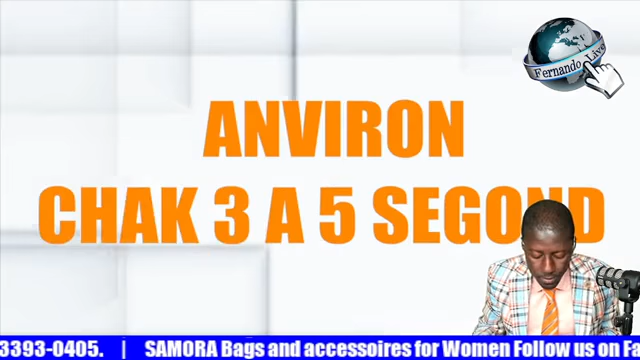 Fernando Live
ANVIRON
CHAK 3 A 5 SEGOND
3393-0405. | SAMORA Bags and accessoires for Women Follow us on Fa